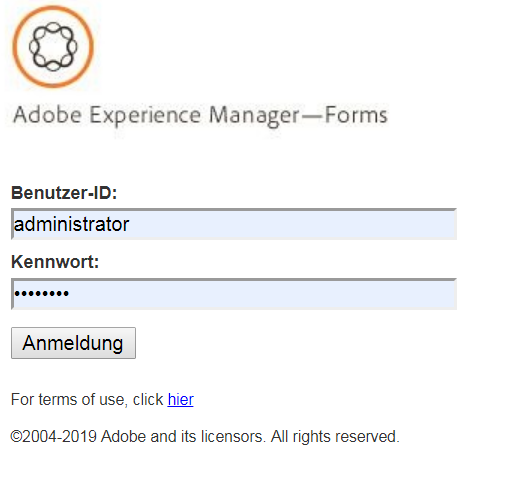 Adobe Experience Manager—Forms
Benutzer-ID:
administrator
Kennwort:
••••••••
Anmeldung
For terms of use, click hier
©2004-2019 Adobe and its licensors. All rights reserved.